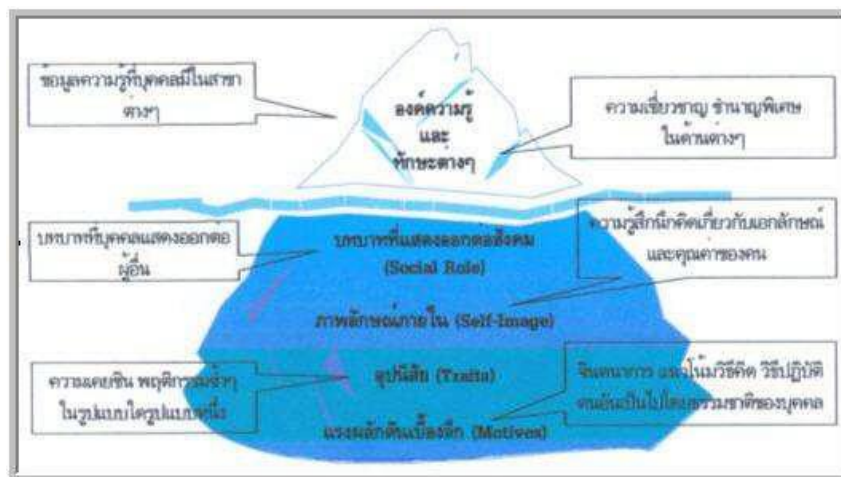 ข้อมูลความรู้ที่บุคคลมีในสาขา
ต่างๆ
องค์ความรู้
และ
ทักษะต่างๆ
ความเชี่ยวชาญ ชำนาญพิเศษ
ในด้านต่างๆ
บทบาทที่บุคคลแสดงออกต่อ
ผู้อื่น
บทบาทที่แสดงออกต่อสังคม
(Social Role)
ความรู้สึกนึกคิดเกี่ยวกับเอกลักษณ์
และคุณค่าของคน
ภาพลักษณ์ภายใน (Self-Image)
ความเคยชิน พฤติกรรมซ้ำๆ
ในรูปแบบใดรูปแบบหนึ่ง
อุปนิสัย (Traits)
จินตนาการ แนวโน้มวิธีคิด วิธีปฏิบัติ
ตนอันเป็นไปโดยธรรมชาติของบุคคล
แรงผลักดันเบื้องลึก (Motives)